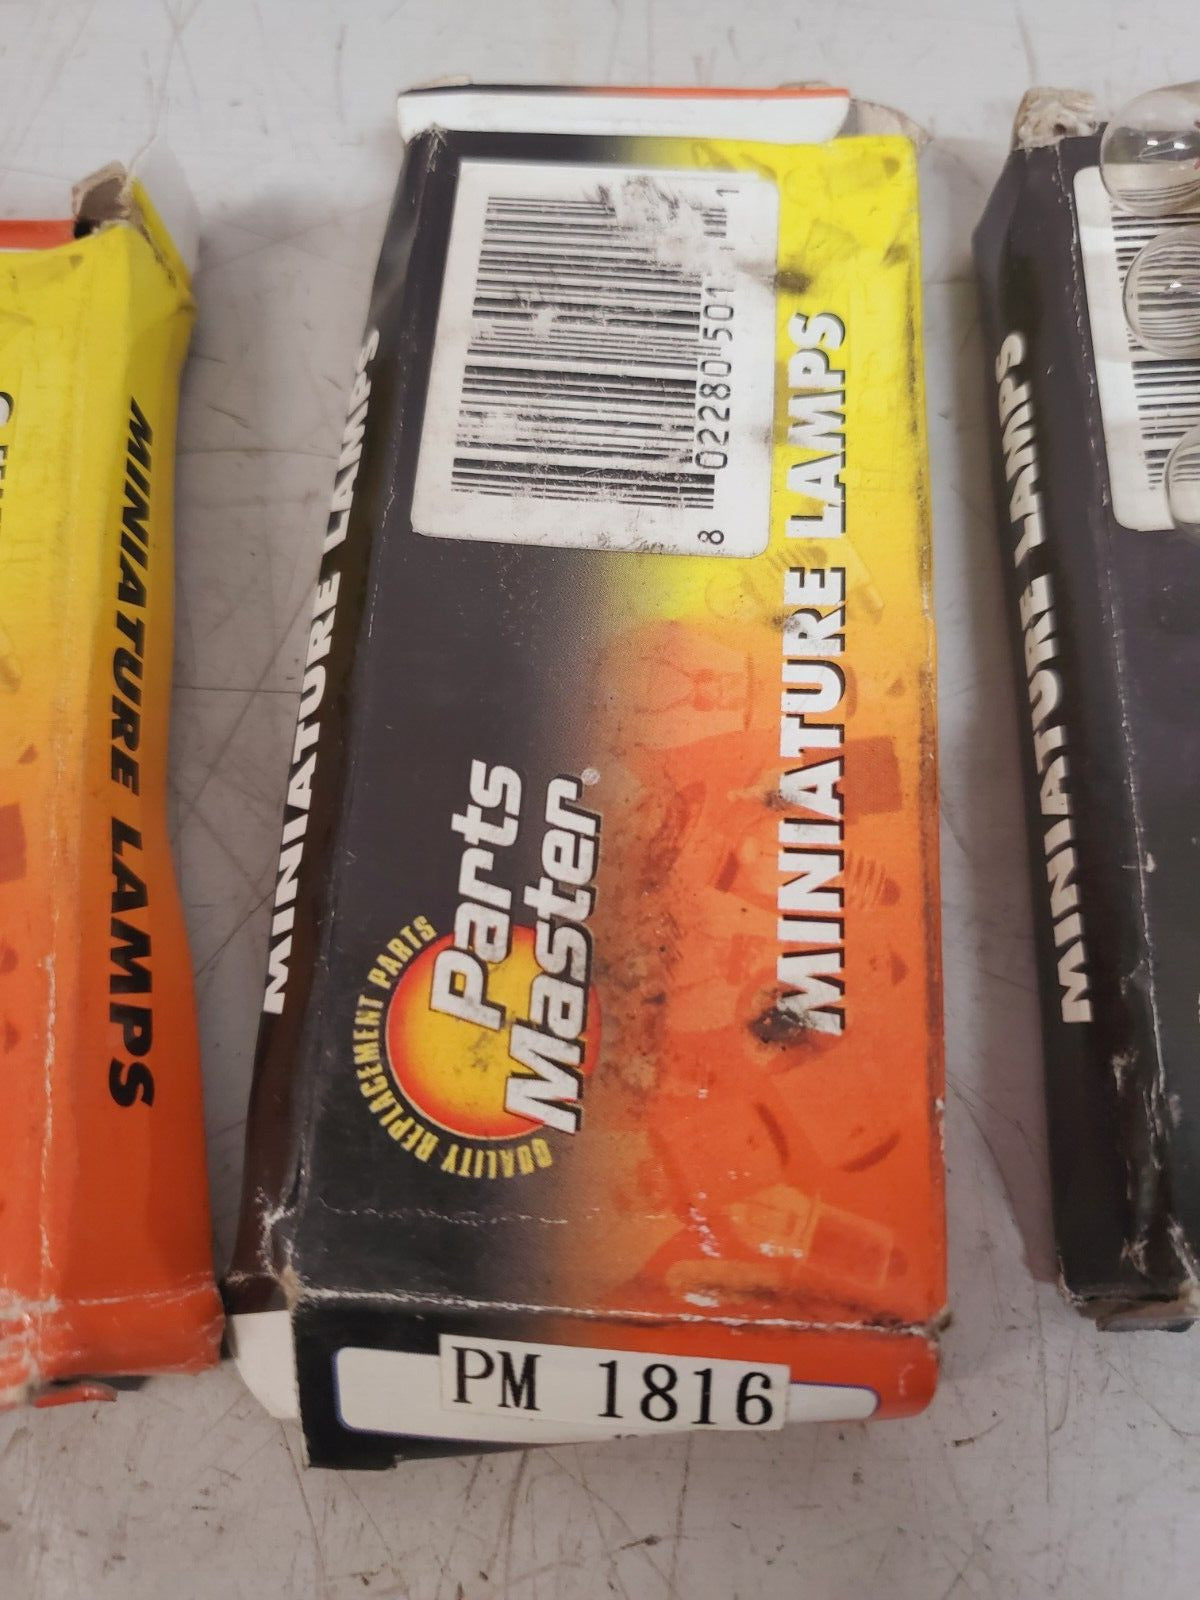 MINIATURE LAMPS
MINIATURE LAMPS
8 02280 501 1
MINIATURE LAMPS
Parts
Master®
QUALITY REPLACEMENT PARTS
PM 1816
MINIATURE LAMPS